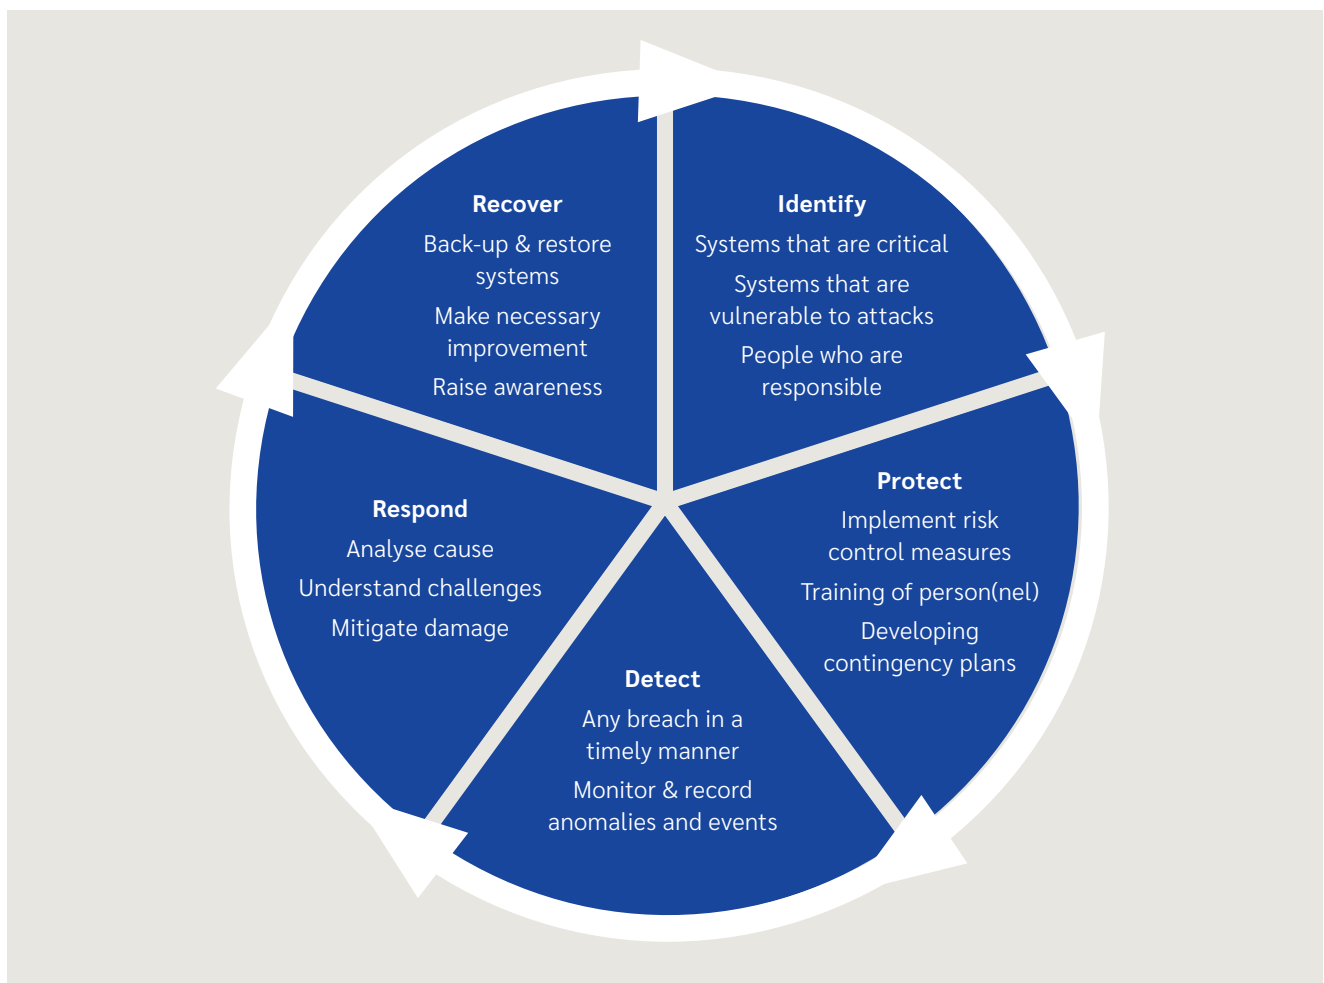 Recover
Back-up & restore
systems
Make necessary
improvement
Raise awareness
Identify
Systems that are critical
Systems that are
vulnerable to attacks
People who are
responsible
Protect
Implement risk
control measures
Training of person(nel)
Developing
contingency plans
Detect
Any breach in a
timely manner
Monitor & record
anomalies and events
Respond
Analyse cause
Understand challenges
Mitigate damage